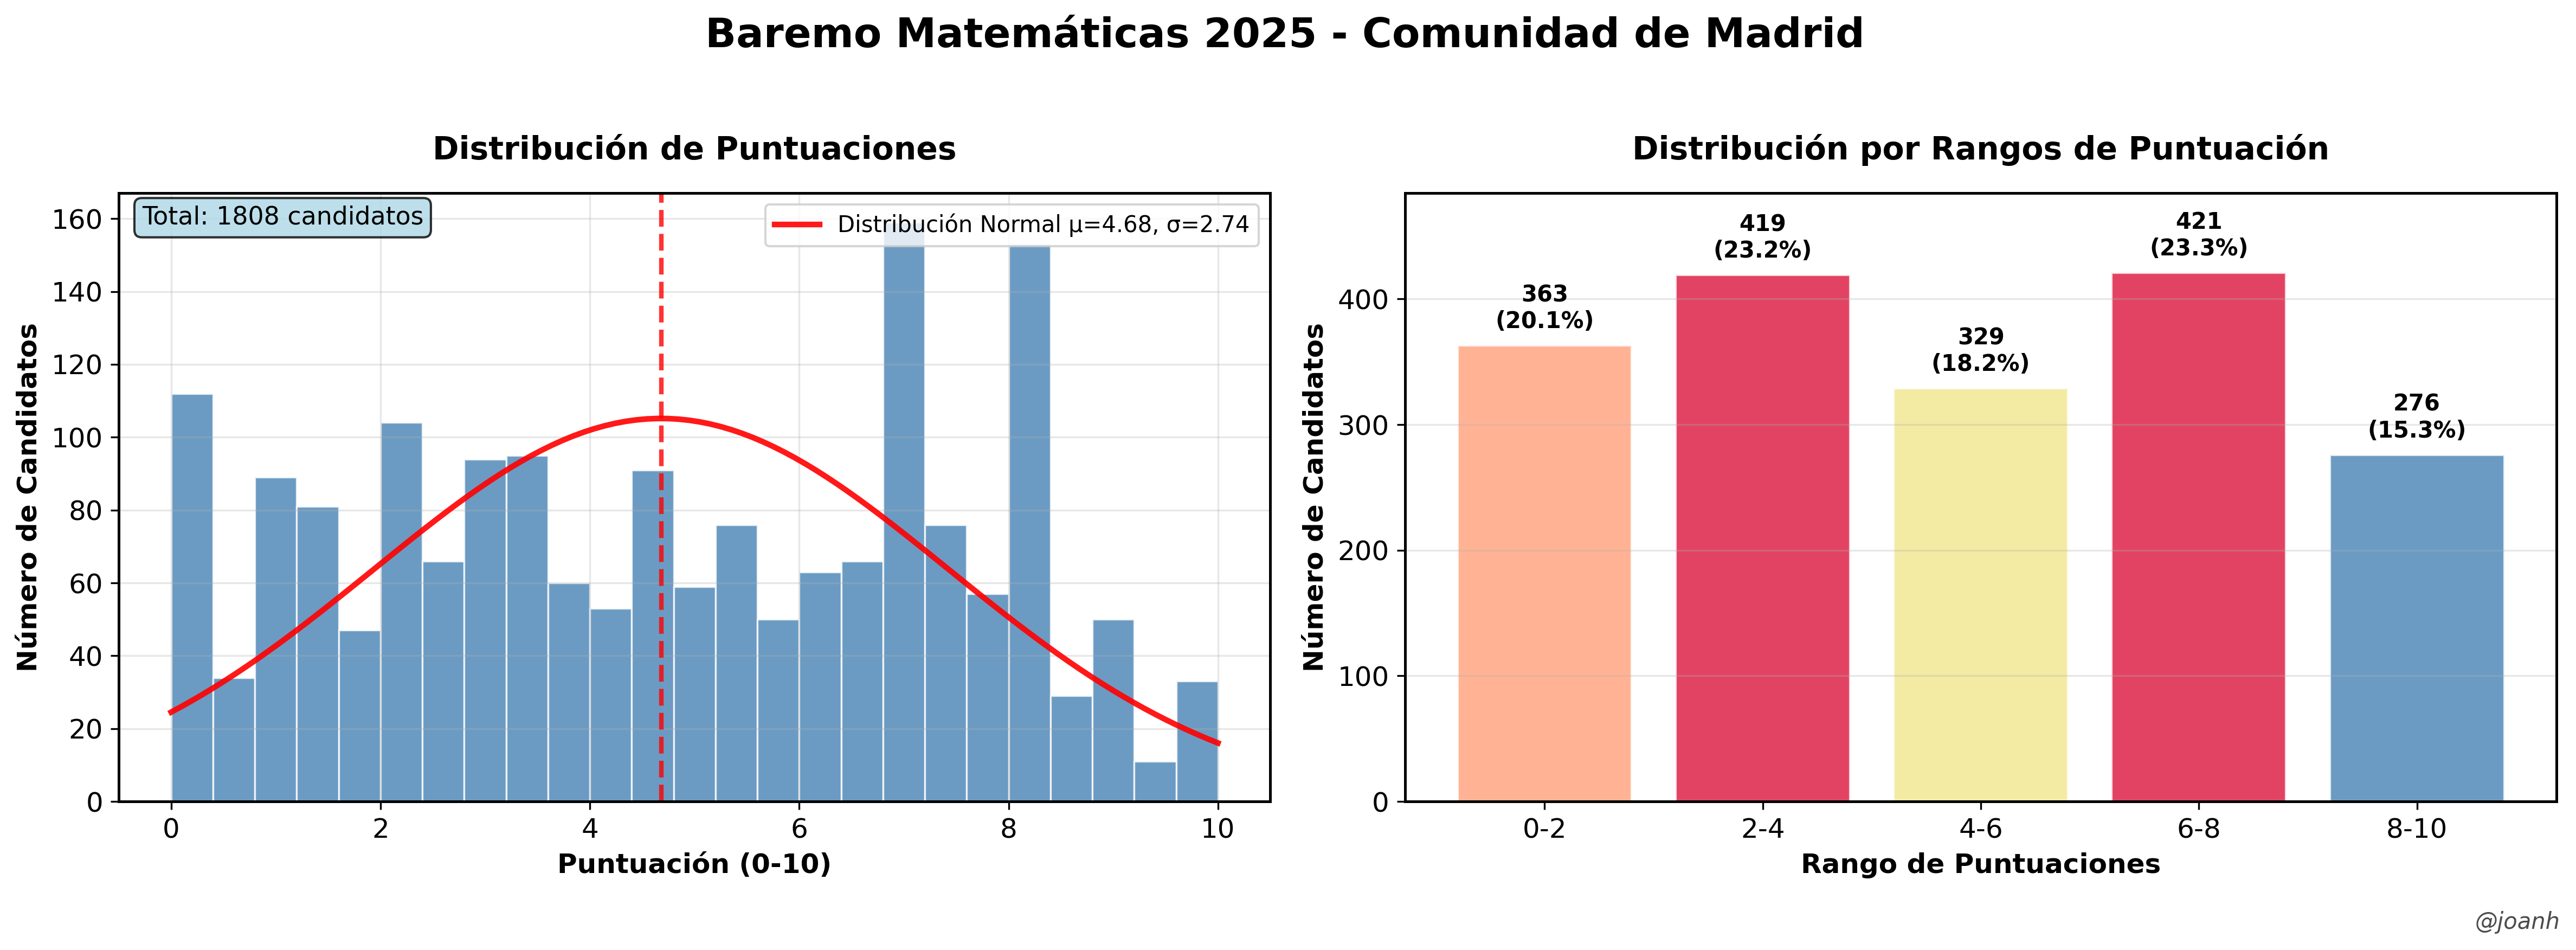 Baremo Matemáticas 2025 - Comunidad de Madrid
Distribución de Puntuaciones
Total: 1808 candidatos
Distribución Normal μ=4.68, σ=2.74
Número de Candidatos
160
140
120
100
80
60
40
20
0
0 2 4 6 8 10
Puntuación (0-10)
Distribución por Rangos de Puntuación
Número de Candidatos
400
300
200
100
0
363
(20.1%)
419
(23.2%)
329
(18.2%)
421
(23.3%)
276
(15.3%)
0-2 2-4 4-6 6-8 8-10
Rango de Puntuaciones
@joanh